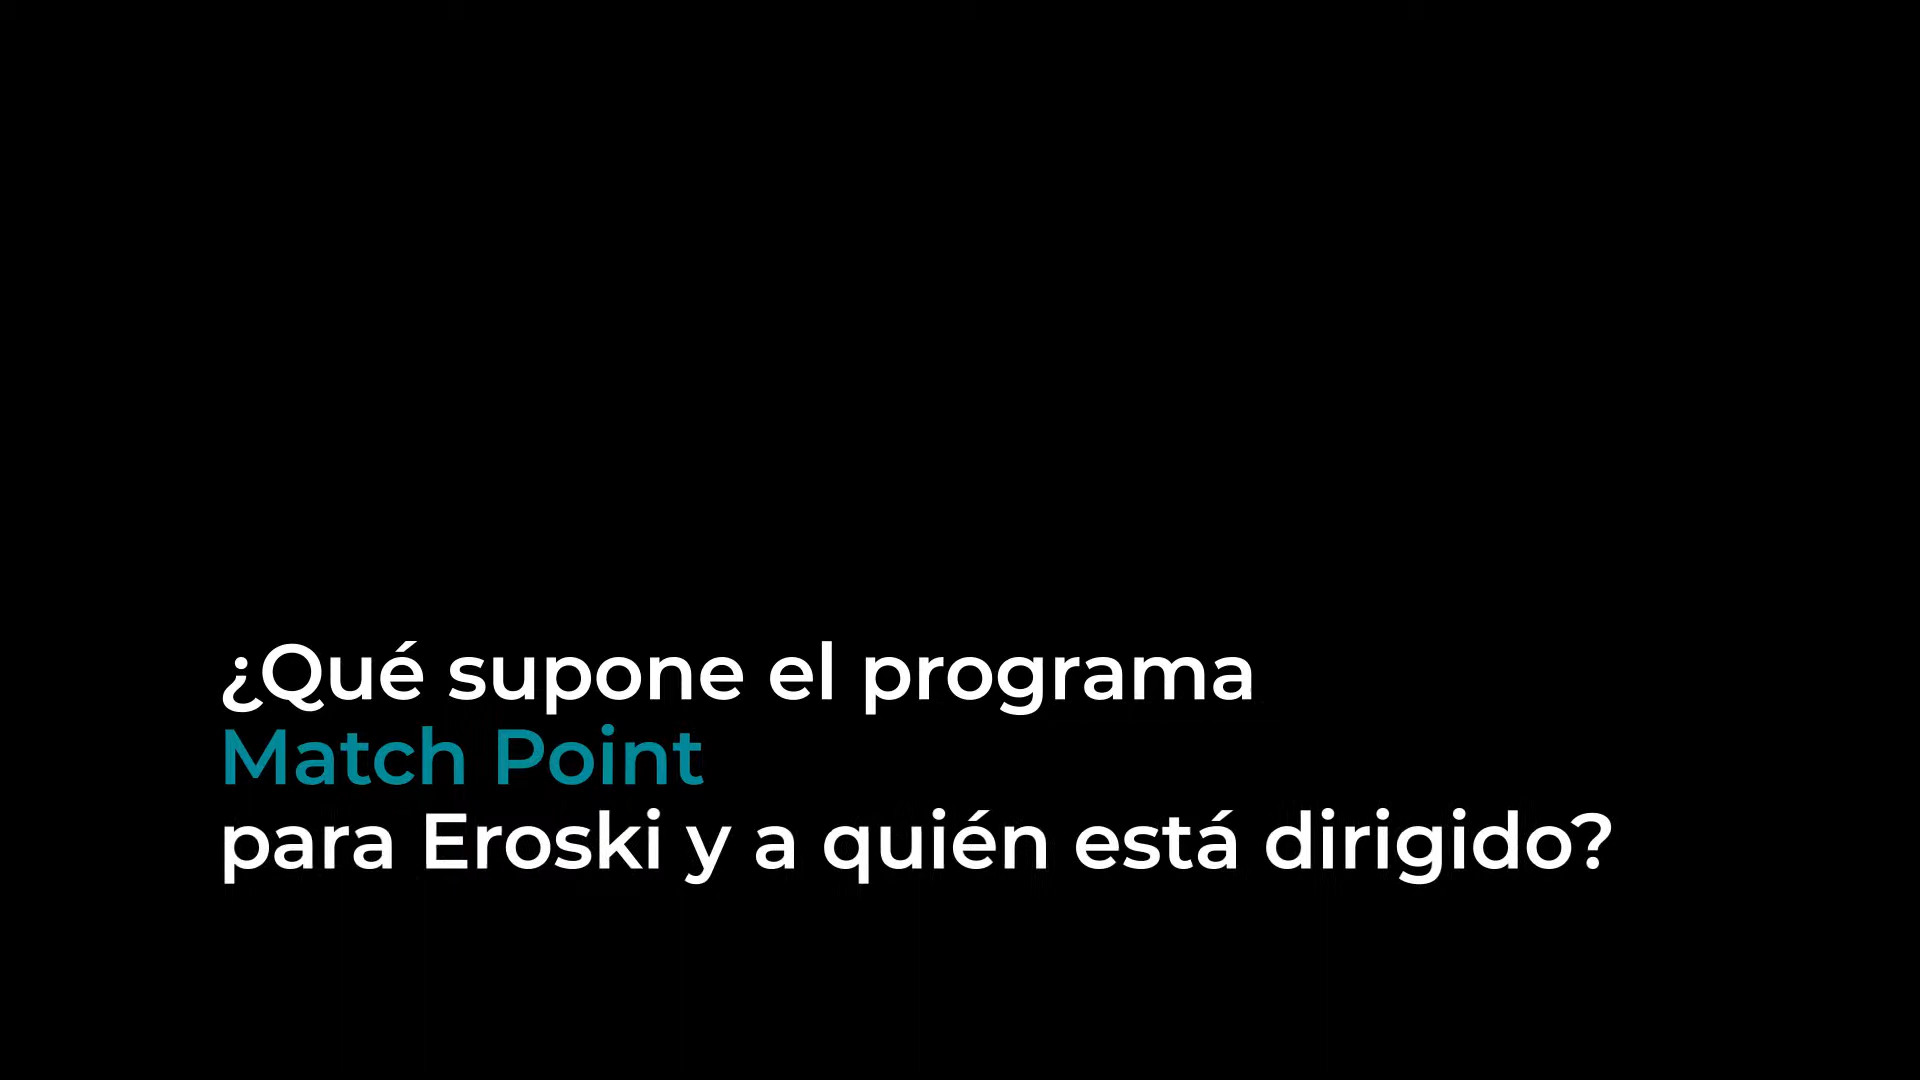 ¿Qué supone el programa
Match Point
para Eroski y a quién está dirigido?